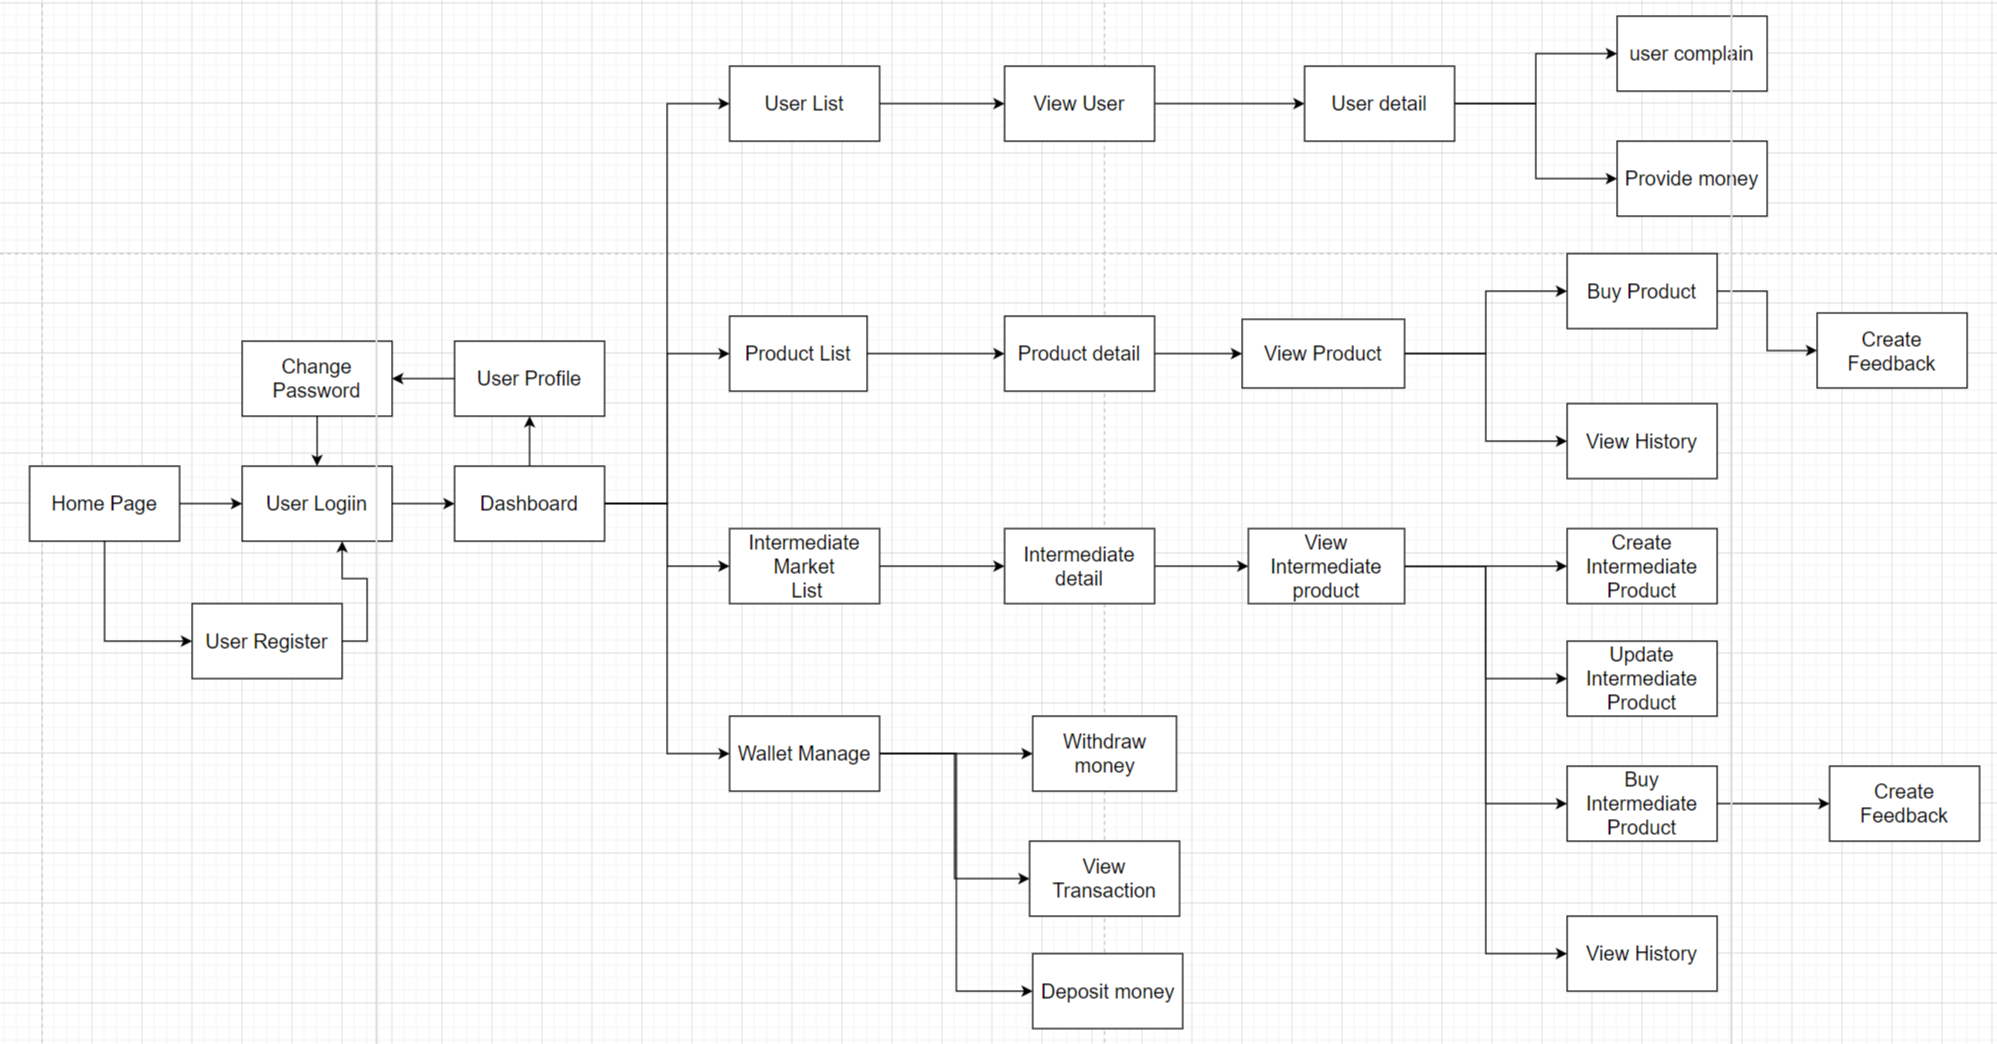 user complain
User List
View User
User detail
Provide money
Buy Product
Create
Feedback
Product List
Product detail
View Product
Change
Password
User Profile
View History
Home Page
User Logiin
Dashboard
Intermediate
Market
List
Intermediate
detail
View
Intermediate
product
Create
Intermediate
Product
User Register
Update
Intermediate
Product
Wallet Manage
Withdraw
money
Buy
Intermediate
Product
Create
Feedback
View
Transaction
View History
Deposit money